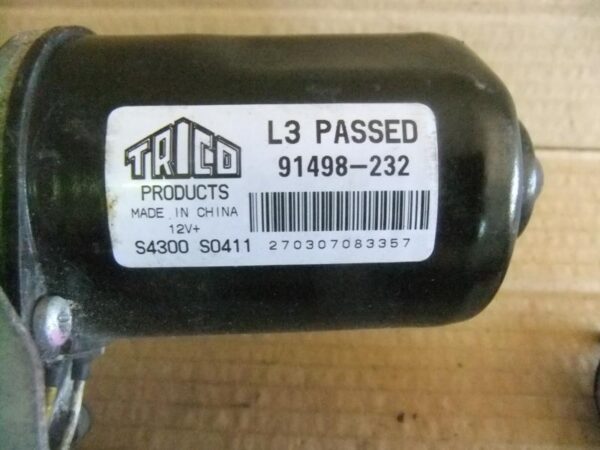 TRICO
PRODUCTS
MADE IN CHINA
12V+
S4300 S0411
L3 PASSED
91498-232
270307083357